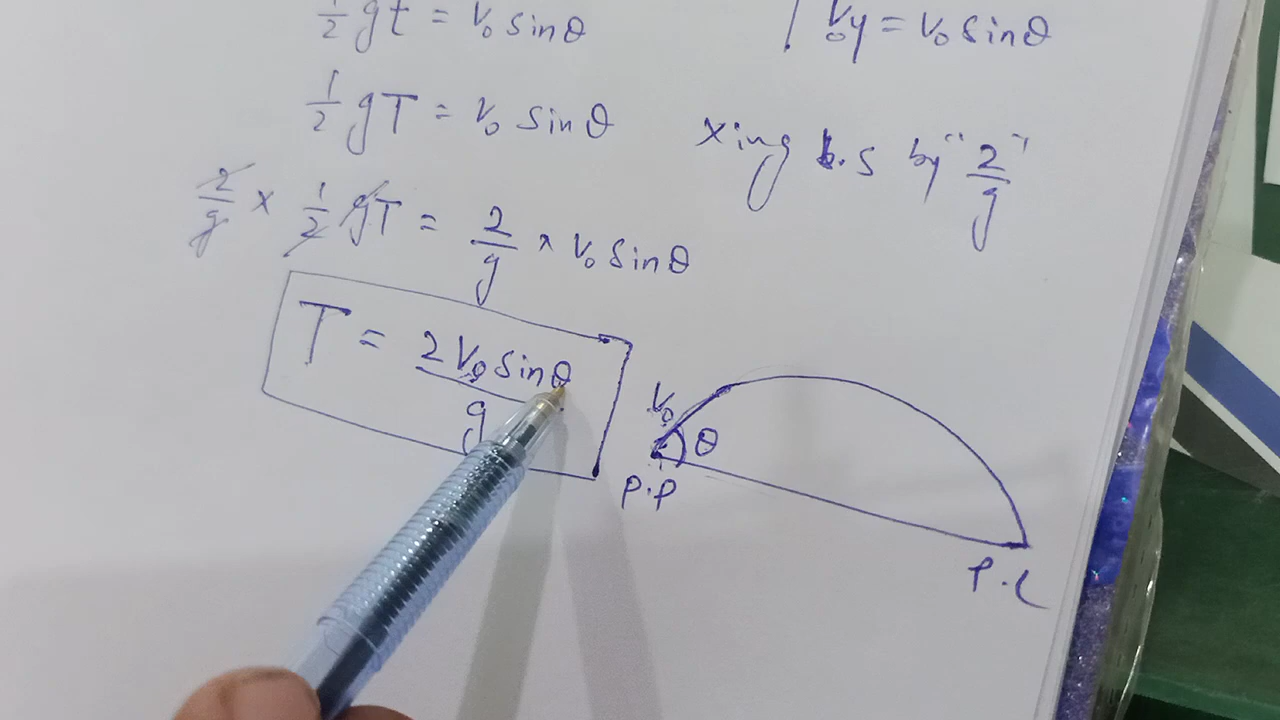 ½ gt = V₀ sinθ
V₀y = V₀ sinθ
½ gT = V₀ sinθ
xing b.s by "2/g"
2/g × ½ gT = 2/g × V₀ sinθ
T = 2V₀ sinθ/g
V₀
θ
P.P
P.L